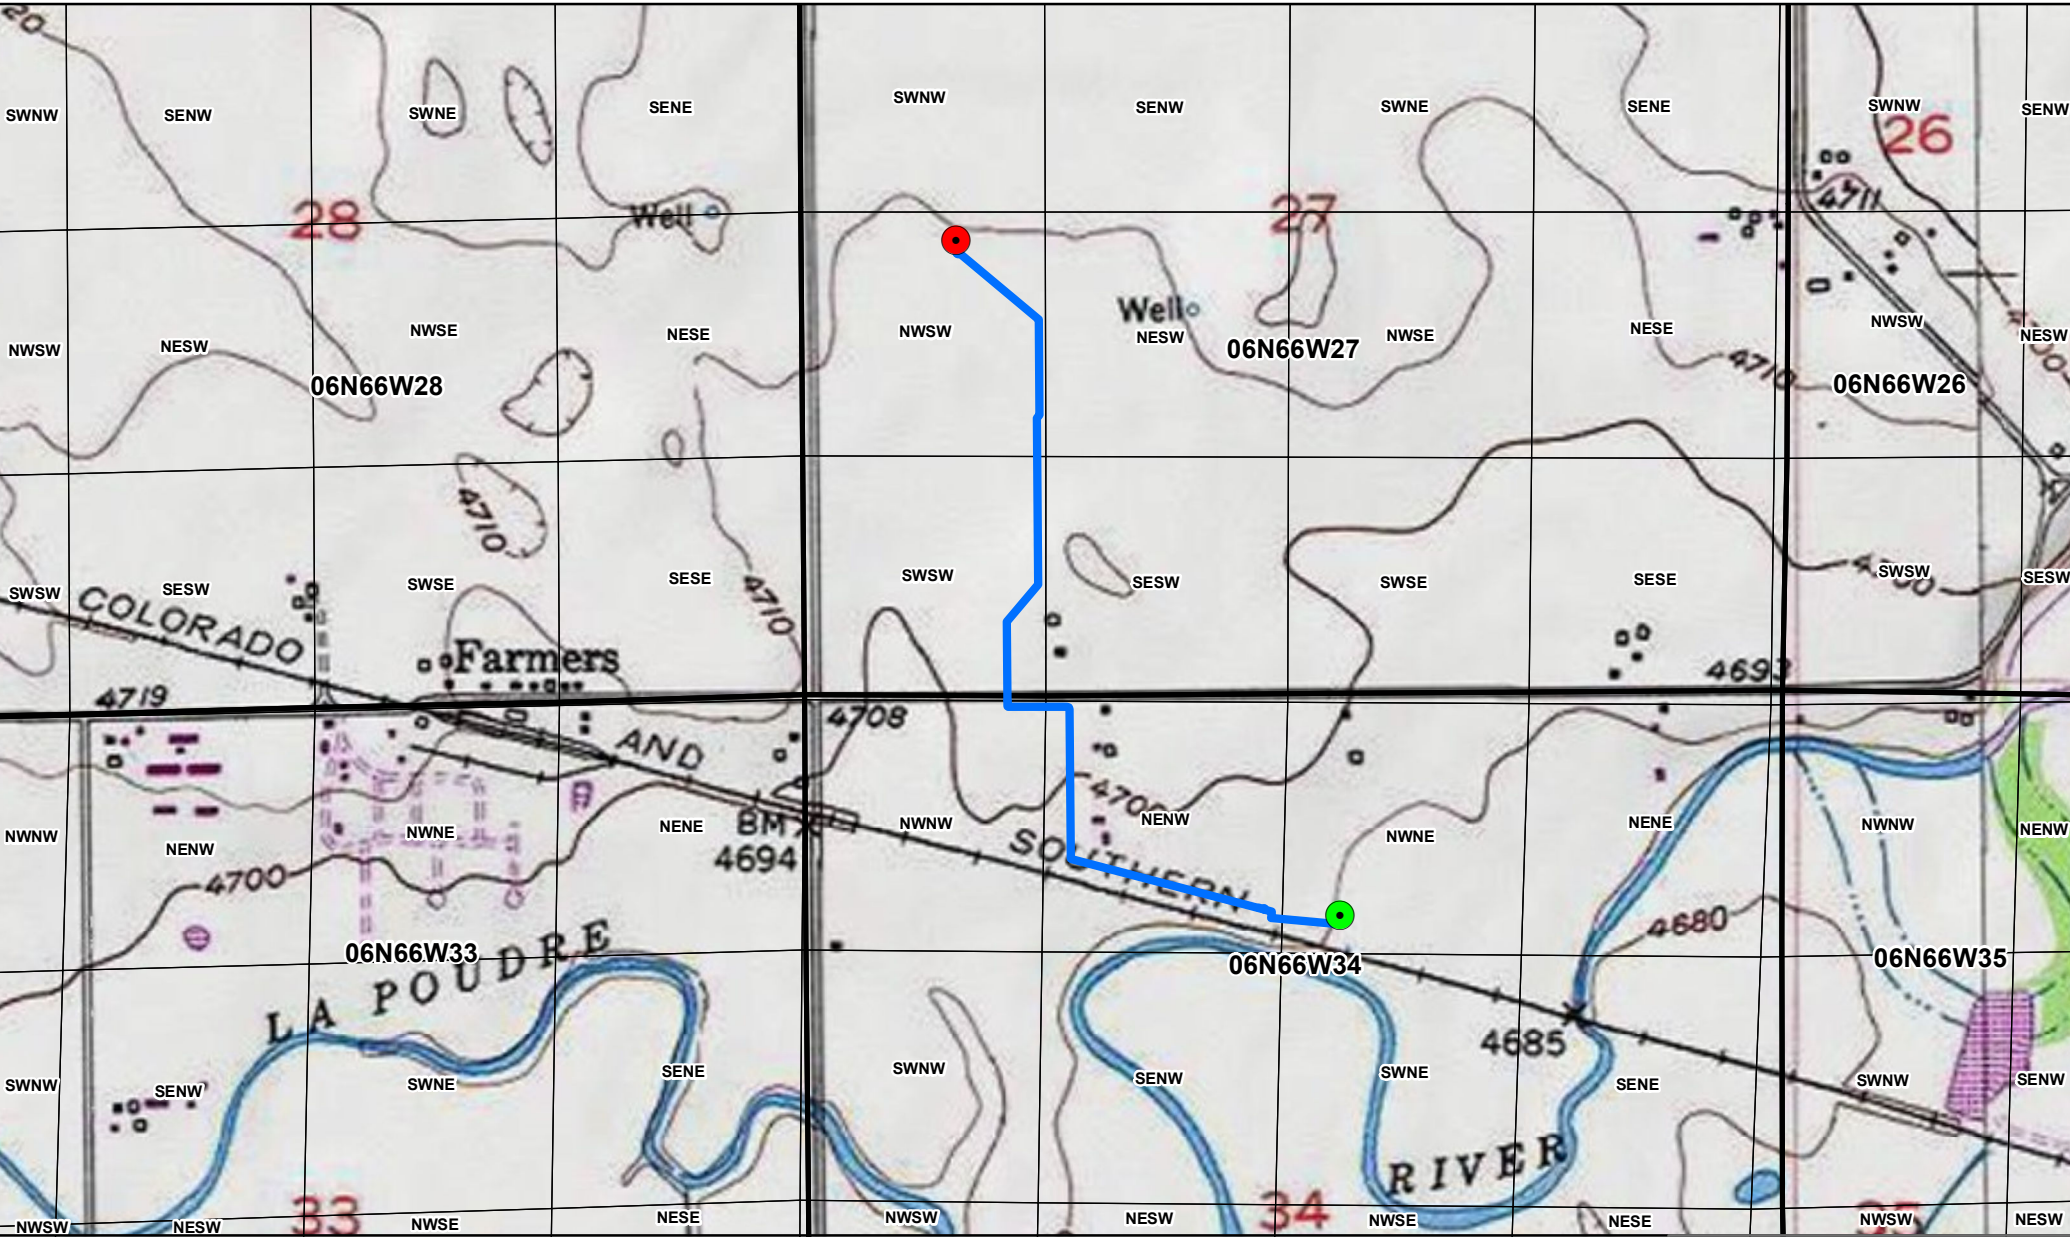 20
SWNW
SENW
SWNE
SENE
SWNW
SENW
SWNE
SENE
SWNW
SENW
26
28
Well
27
4711
NWSW
NESW
NWSE
NESE
NWSW
Well
NESW
NWSE
NESE
NWSW
NESW
06N66W28
06N66W27
4710
06N66W26
4710
SWSW
SESW
SWSE
SESE
4710
SWSW
SESW
SWSE
SESE
SWSW
SESW
COLORADO
Farmers
4719
4693
4708
AND
4700
NWNW
NENW
NWNE
NENE
BM
4694
NWNW
SOUTHERN
NENW
NWNE
NENE
NWNW
NENW
4700
4680
06N66W33
06N66W34
06N66W35
LA POUDRE
4685
SWNW
SENW
SWNE
SENE
SWNW
SENW
SWNE
SENE
SWNW
SENW
RIVER
33
34
35
NWSW
NESW
NWSE
NESE
NWSW
NESW
NWSE
NESE
NWSW
NESW